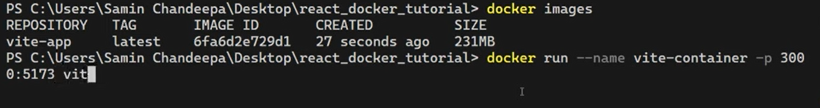 PS C:\Users\Samin Chandeepa\Desktop\react_docker_tutorial> docker images
REPOSITORY   TAG       IMAGE ID       CREATED          SIZE
vite-app     latest    6fa6d2e729d1   27 seconds ago   231MB
PS C:\Users\Samin Chandeepa\Desktop\react_docker_tutorial> docker run --name vite-container -p 300
0:5173 vit